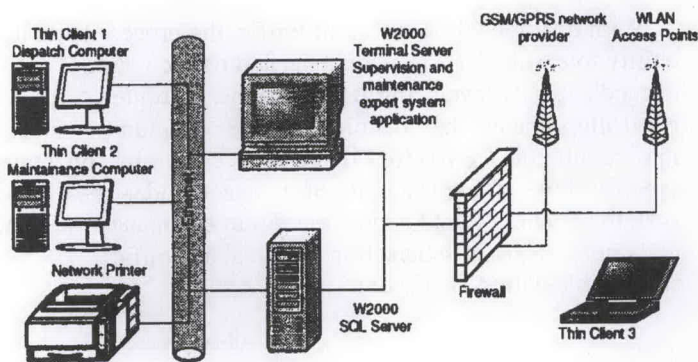 Thin Client 1
Dispatch Computer
W2000
Terminal Server
Supervision and
maintenance
expert system
application
GSM/GPRS network
provider
WLAN
Access Points
Thin Client 2
Maintainance Computer
Ethernet
Network Printer
W2000
SQL Server
Firewall
Thin Client 3